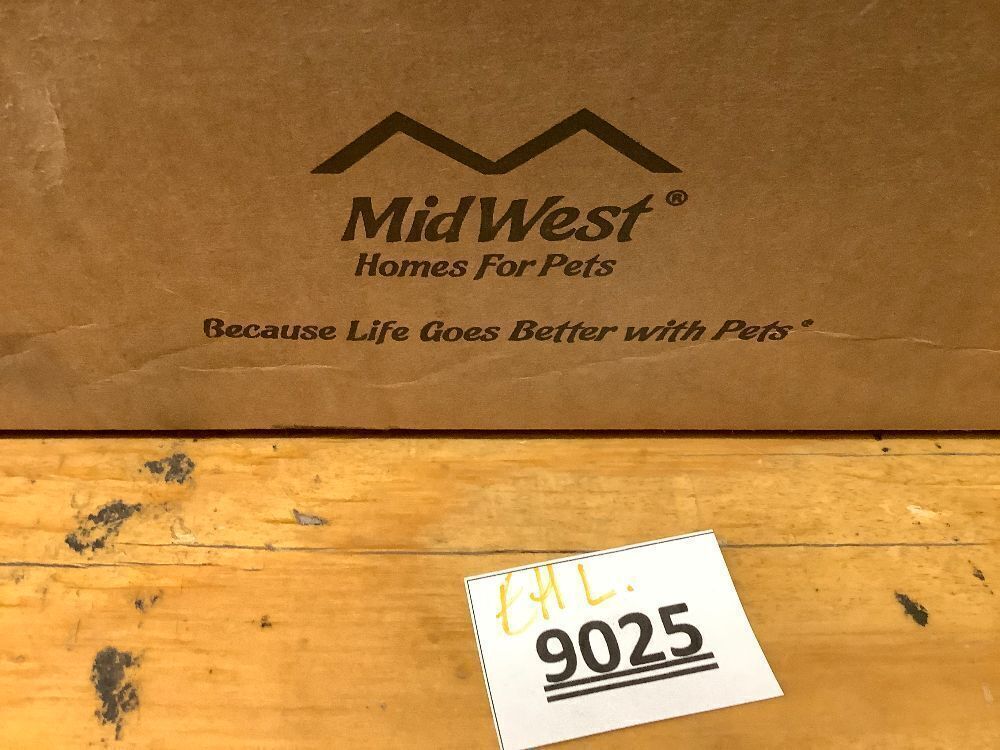 MidWest®
Homes For Pets
Because Life Goes Better with Pets®
EHL.
9025